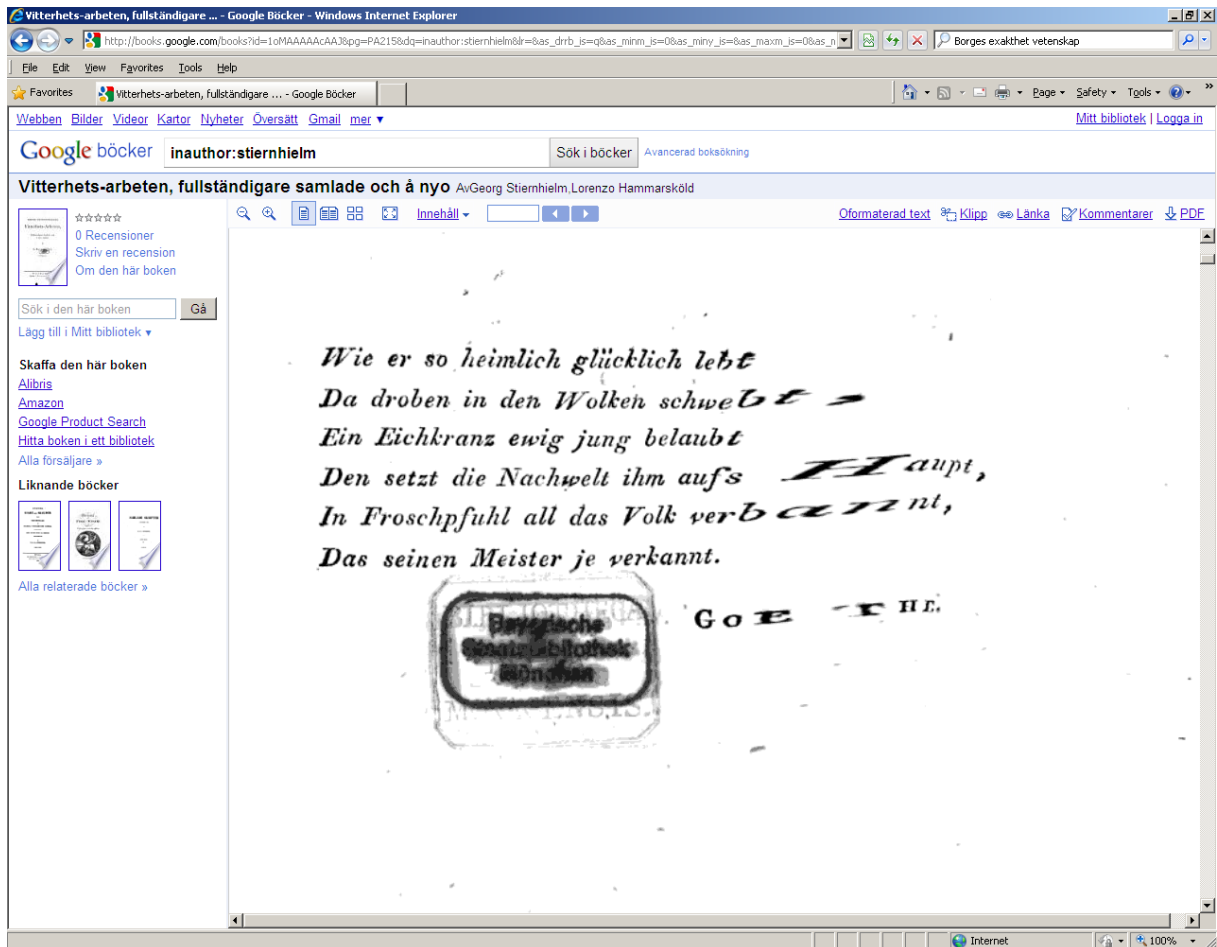 Vitterhets-arbeten, fullständigare ... - Google Böcker - Windows Internet Explorer
http://books.google.com/books?id=1oMAAAAAcAAJ&pg=PA215&dq=inauthor:stiernhielm&lr=&as_drrb_is=q&as_minm_is=0&as_miny_is=&as_maxm_is=0&as_n
Borges exakthet vetenskap
File Edit View Favorites Tools Help
Favorites Vitterhets-arbeten, fullständigare ... - Google Böcker Page Safety Tools »
Webben Bilder Videor Kartor Nyheter Översätt Gmail mer ▼ Mitt bibliotek | Logga in
Google böcker inauthor:stiernhielm Sök i böcker Avancerad boksökning
Vitterhets-arbeten, fullständigare samlade och å nyo AvGeorg Stiernhielm,Lorenzo Hammarsköld
Innehåll Oformaterad text Klipp Länka Kommentarer PDF
0 Recensioner
Skriv en recension
Om den här boken
Sök i den här boken Gå
Lägg till i Mitt bibliotek ▾
Skaffa den här boken
Alibris
Amazon
Google Product Search
Hitta boken i ett bibliotek
Alla försäljare »
Liknande böcker
Alla relaterade böcker »
Wie er so heimlich glücklich lebt
Da droben in den Wolken schwebt,
Ein Eichkranz ewig jung belaubt
Den setzt die Nachwelt ihm aufs Haupt,
In Froschpfuhl all das Volk verbannt,
Das seinen Meister je verkannt.
GOETHE.
Bayerische
Staatsbibliothek
München
Internet 100%